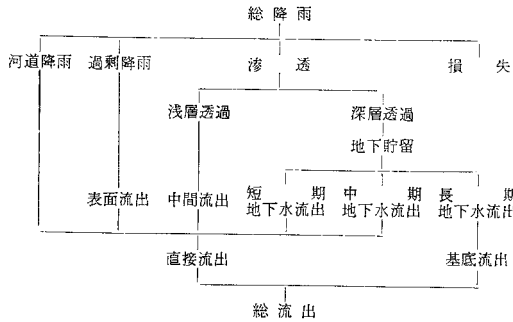 総降雨
河道降雨 過剰降雨 滲透 損失
浅層透過 深層透過
地下貯留
表面流出 中間流出 短期地下水流出 中期地下水流出 長期地下水流出
直接流出 基底流出
総流出